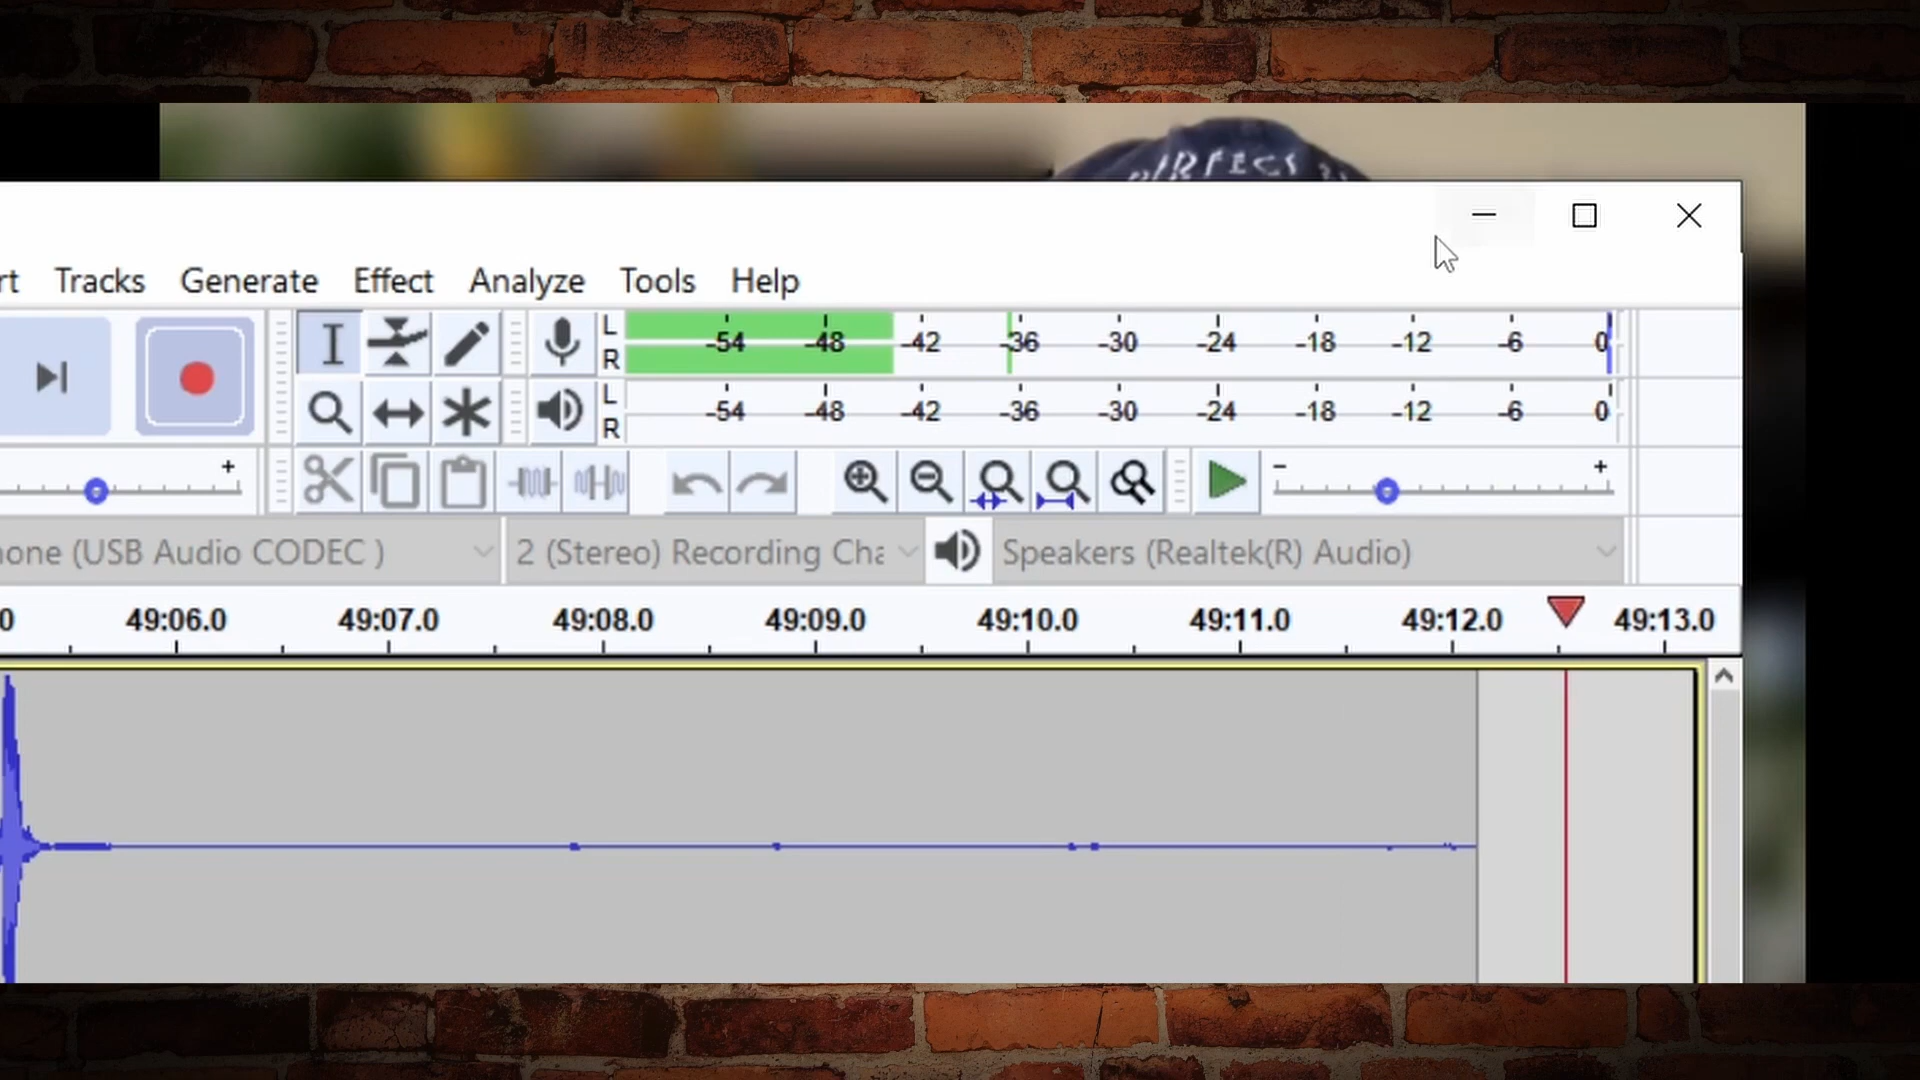 rt Tracks Generate Effect Analyze Tools Help
L
R
-54 -48 -42 -36 -30 -24 -18 -12 -6 0
L
R
-54 -48 -42 -36 -30 -24 -18 -12 -6 0
+ - +
one (USB Audio CODEC ) 2 (Stereo) Recording Cha Speakers (Realtek(R) Audio)
0 49:06.0 49:07.0 49:08.0 49:09.0 49:10.0 49:11.0 49:12.0 49:13.0